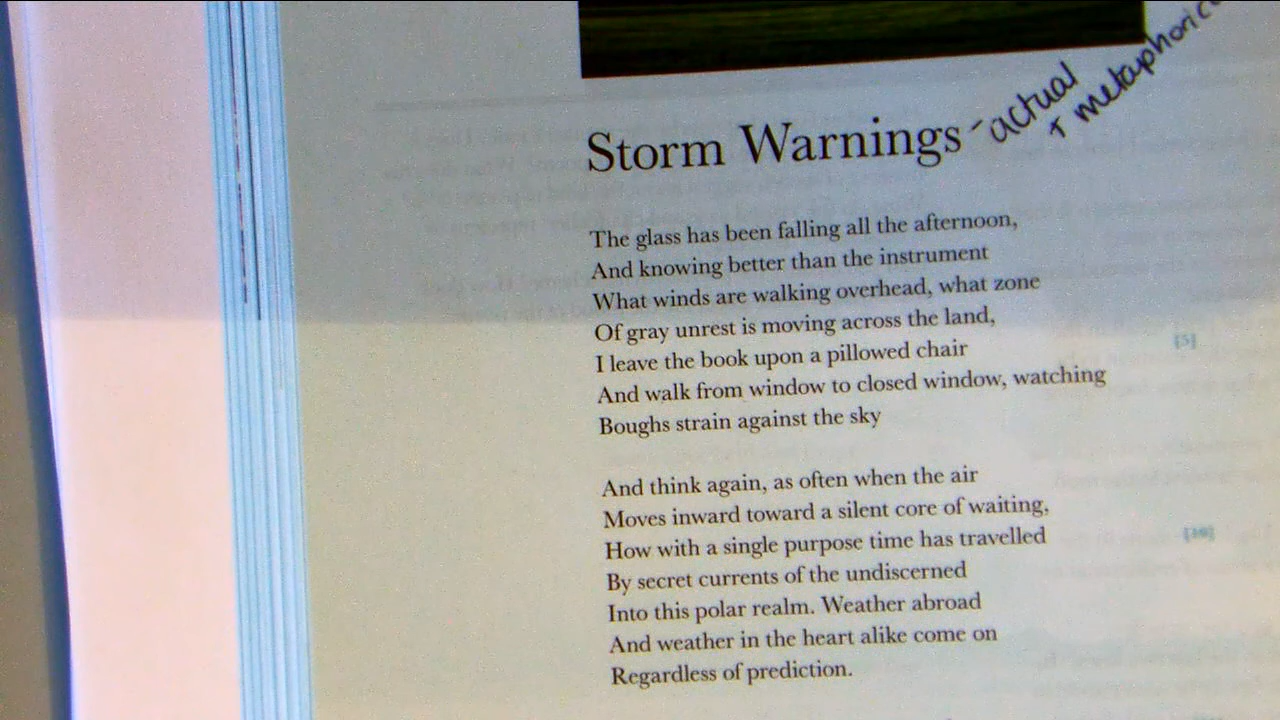 Storm Warnings - actual
+ metaphorical
The glass has been falling all the afternoon,
And knowing better than the instrument
What winds are walking overhead, what zone
Of gray unrest is moving across the land,
I leave the book upon a pillowed chair [5]
And walk from window to closed window, watching
Boughs strain against the sky
And think again, as often when the air
Moves inward toward a silent core of waiting,
How with a single purpose time has travelled [10]
By secret currents of the undiscerned
Into this polar realm. Weather abroad
And weather in the heart alike come on
Regardless of prediction.